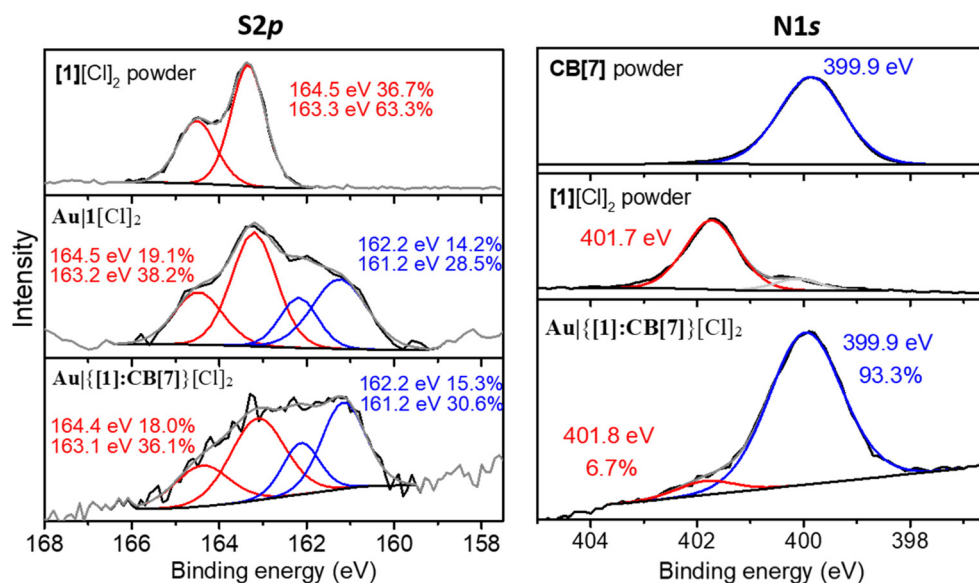 S2p
[1][Cl]₂ powder
164.5 eV 36.7%
163.3 eV 63.3%
Au|1[Cl]₂
164.5 eV 19.1%
163.2 eV 38.2%
162.2 eV 14.2%
161.2 eV 28.5%
Au|{[1]:CB[7]}[Cl]₂
164.4 eV 18.0%
163.1 eV 36.1%
162.2 eV 15.3%
161.2 eV 30.6%
Intensity
168 166 164 162 160 158
Binding energy (eV)
N1s
CB[7] powder
399.9 eV
[1][Cl]₂ powder
401.7 eV
Au|{[1]:CB[7]}[Cl]₂
399.9 eV
93.3%
401.8 eV
6.7%
404 402 400 398
Binding energy (eV)